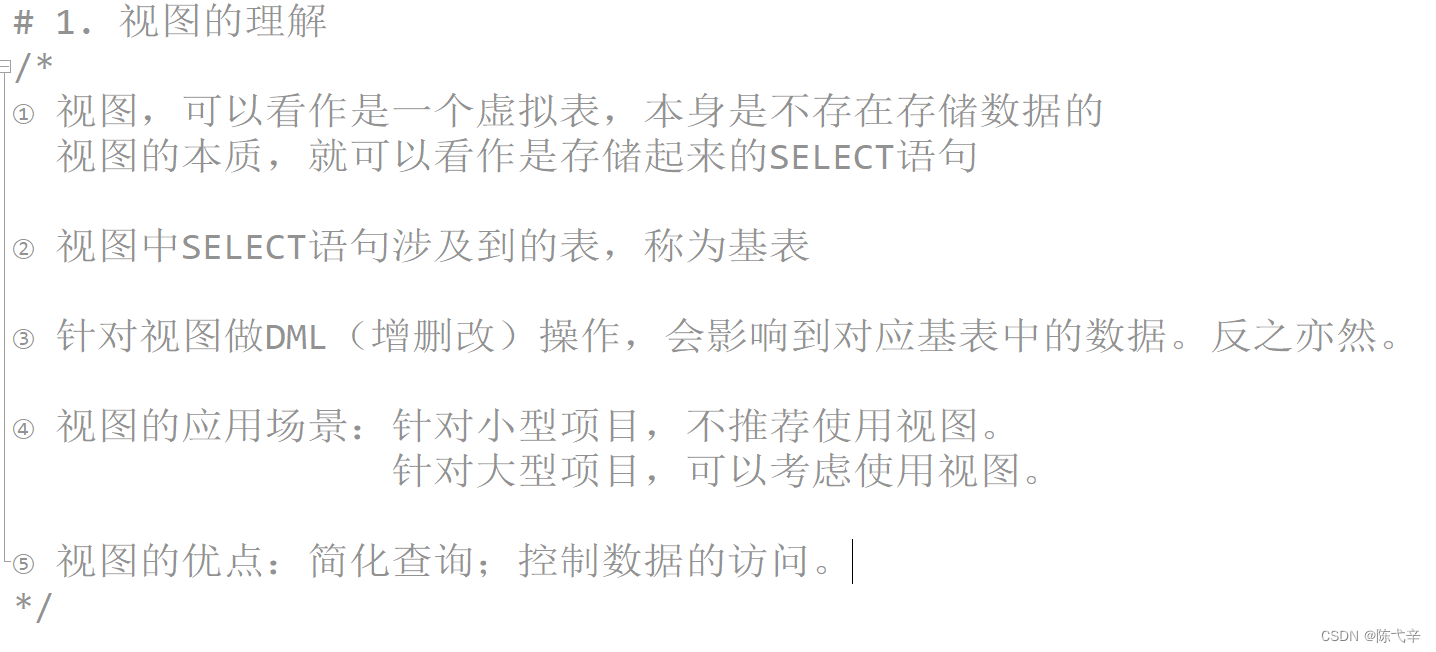 # 1. 视图的理解
/*
① 视图，可以看作是一个虚拟表，本身是不存在存储数据的
视图的本质，就可以看作是存储起来的SELECT语句
② 视图中SELECT语句涉及到的表，称为基表
③ 针对视图做DML（增删改）操作，会影响到对应基表中的数据。反之亦然。
④ 视图的应用场景：针对小型项目，不推荐使用视图。
针对大型项目，可以考虑使用视图。
⑤ 视图的优点：简化查询；控制数据的访问。
*/
CSDN @陈弋辛